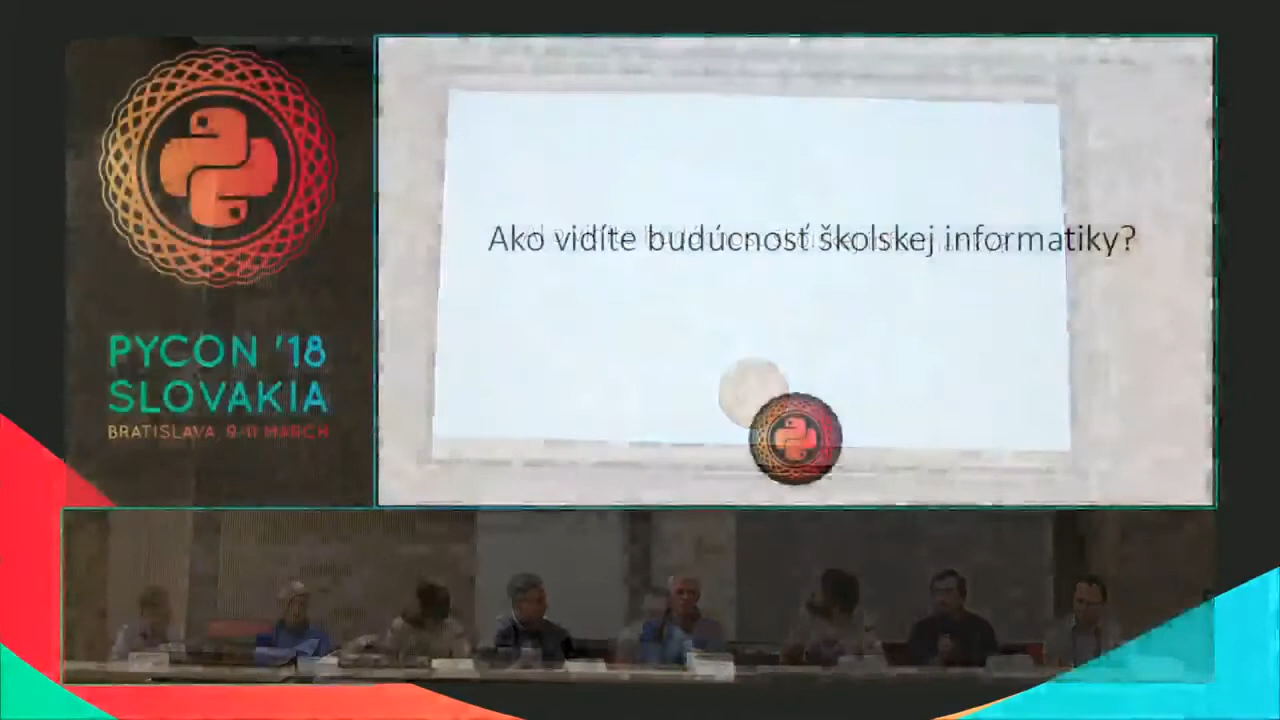 PYCON '18
SLOVAKIA
BRATISLAVA, 9-11 MARCH
Ako vidíte budúcnosť školskej informatiky?